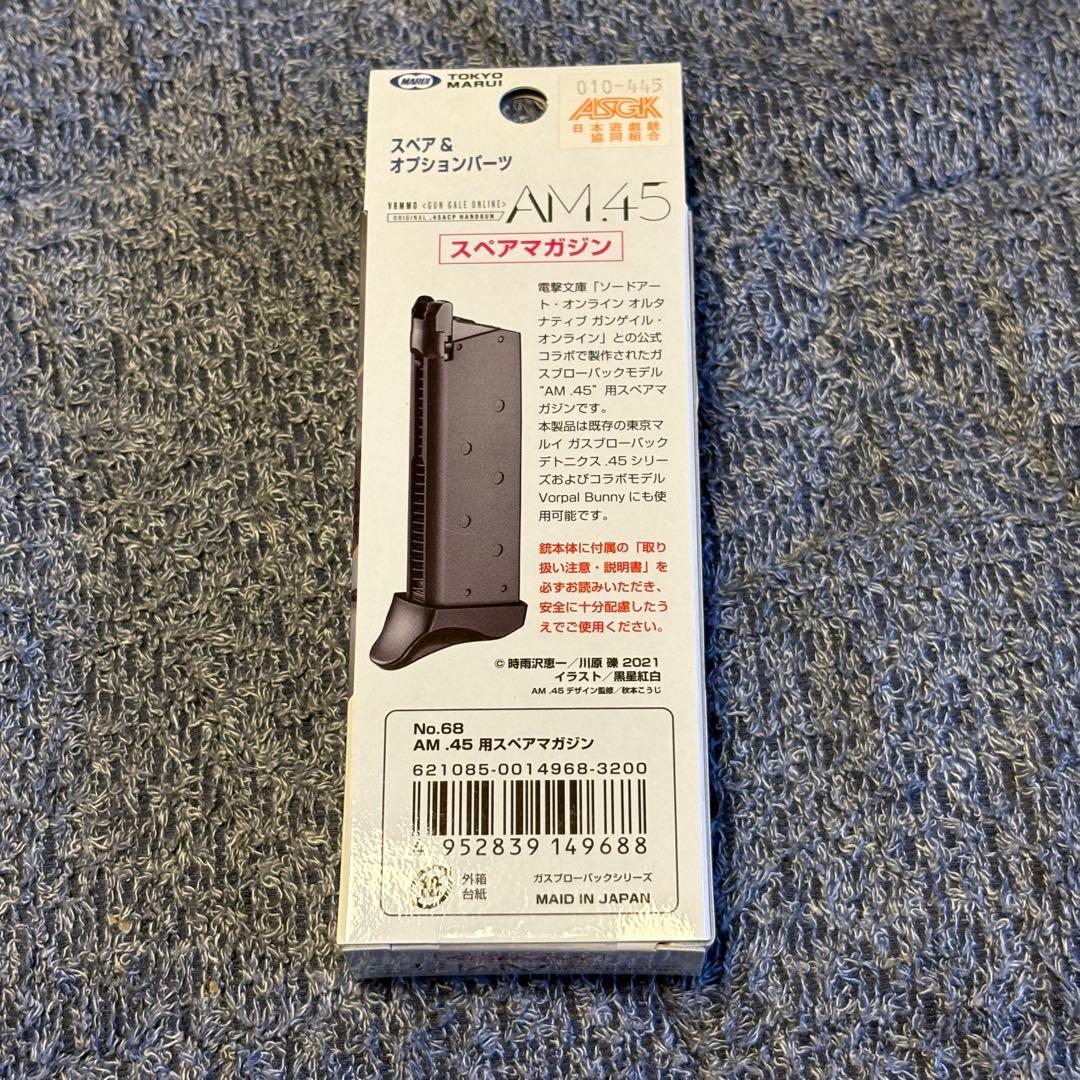 MARUI
TOKYO
MARUI
010-445
ASGK
日本遊戯銃
協同組合
スペア&
オプションパーツ
VRMMO <GUN GALE ONLINE>
ORIGINAL .45ACP HANDGUN
AM.45
スペアマガジン
電撃文庫「ソードアー
ト・オンライン オルタ
ナティブ ガンゲイル・
オンライン」との公式
コラボで製作されたガ
スブローバックモデル
“AM .45” 用スペアマ
ガジンです。
本製品は既存の東京マ
ルイ ガスブローバック
デトニクス .45 シリー
ズおよびコラボモデル
Vorpal Bunny にも使
用可能です。
銃本体に付属の「取り
扱い注意・説明書」を
必ずお読みいただき、
安全に十分配慮したう
えでご使用ください。
© 時雨沢恵一/川原 礫 2021
イラスト/黒星紅白
AM .45 デザイン監修/秋本こうじ
No.68
AM .45 用スペアマガジン
621085-0014968-3200
4 952839 149688
外箱
台紙
ガスブローバックシリーズ
MAID IN JAPAN